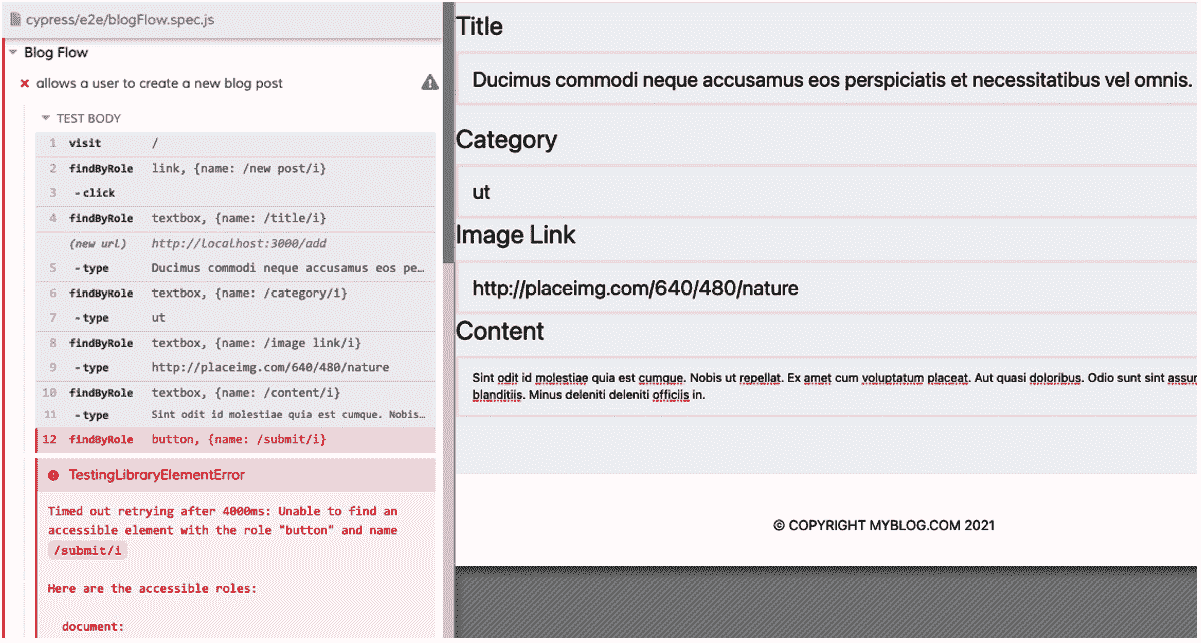 cypress/e2e/blogFlow.spec.js
Blog Flow
allows a user to create a new blog post
TEST BODY
1 visit /
2 findByRole link, {name: /new post/i}
3 -click
4 findByRole textbox, {name: /title/i}
(new url) http://localhost:3000/add
5 -type Ducimus commodi neque accusamus eos pe…
6 findByRole textbox, {name: /category/i}
7 -type ut
8 findByRole textbox, {name: /image link/i}
9 -type http://placeimg.com/640/480/nature
10 findByRole textbox, {name: /content/i}
11 -type Sint odit id molestiae quia est cumque. Nobis…
12 findByRole button, {name: /submit/i}
TestingLibraryElementError
Timed out retrying after 4000ms: Unable to find an
accessible element with the role "button" and name
/submit/i
Here are the accessible roles:
document:
Title
Ducimus commodi neque accusamus eos perspiciatis et necessitatibus vel omnis.
Category
ut
Image Link
http://placeimg.com/640/480/nature
Content
Sint odit id molestiae quia est cumque. Nobis ut repellat. Ex amet cum voluptatum placeat. Aut quasi doloribus. Odio sunt sint assum
blanditiis. Minus deleniti deleniti officiis in.
© COPYRIGHT MYBLOG.COM 2021